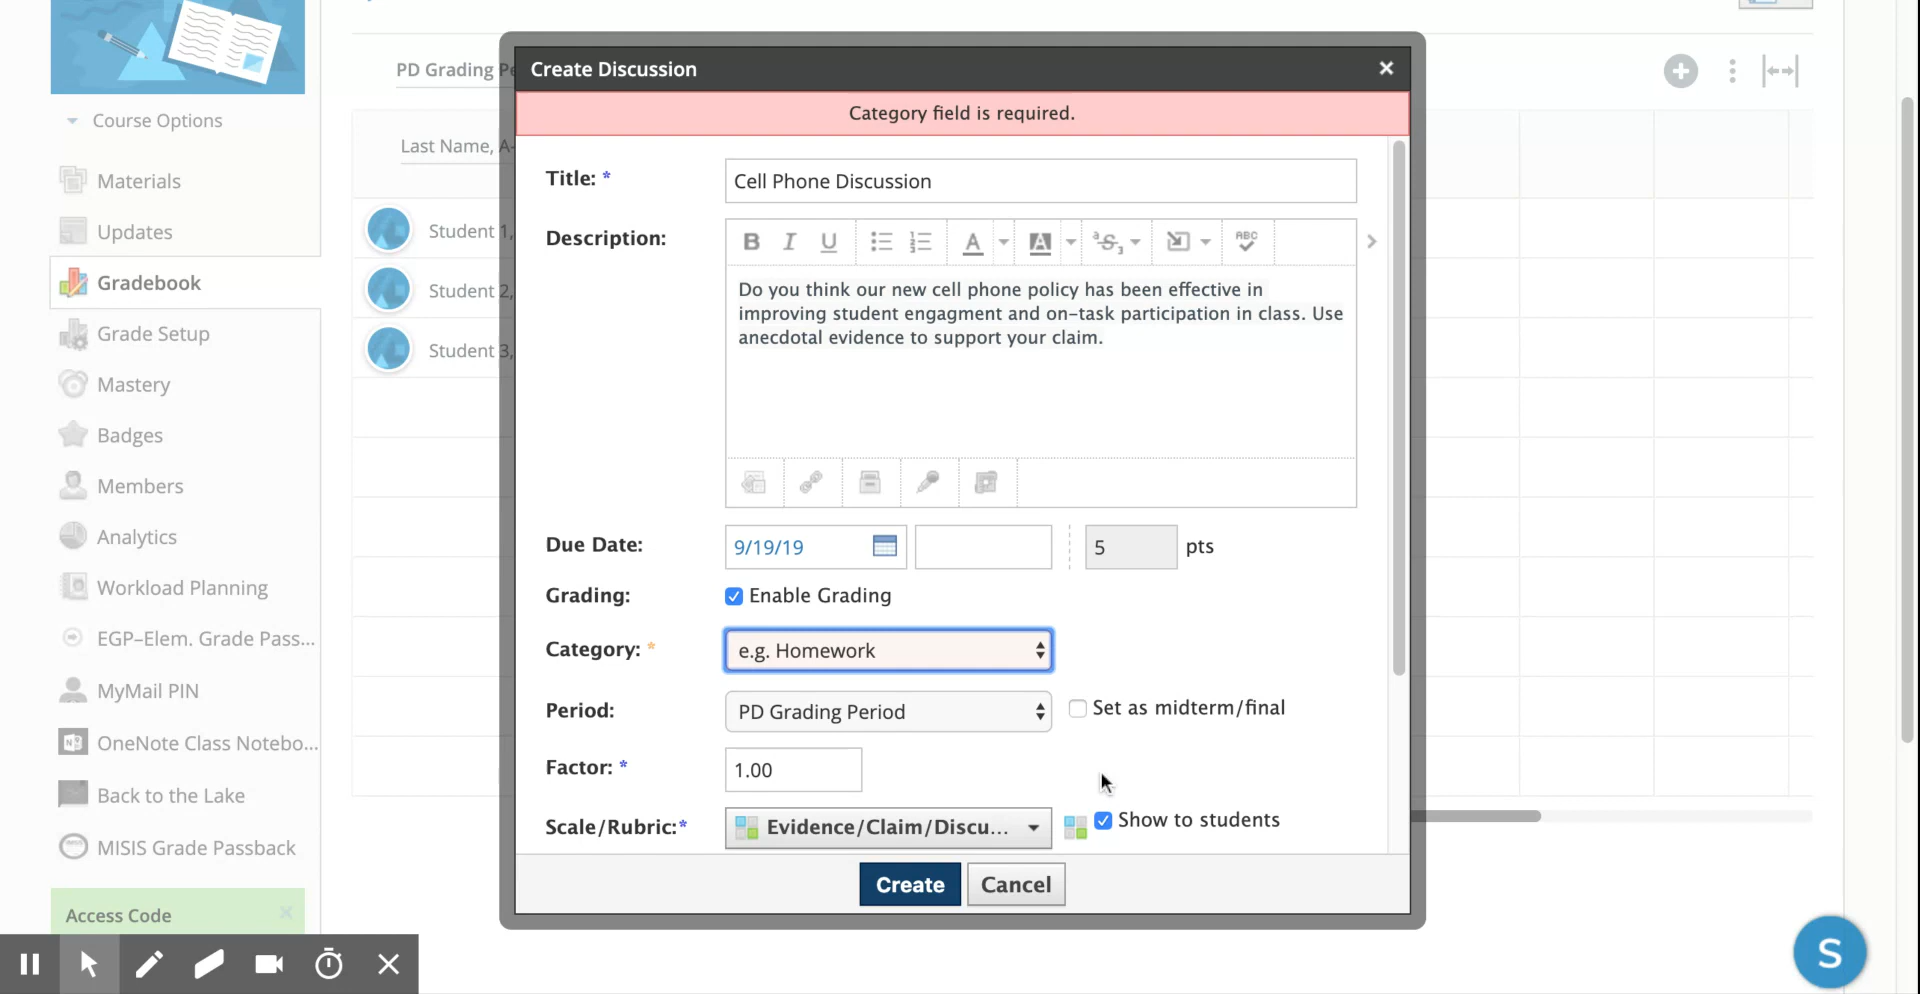 Course Options
Materials
Updates
Gradebook
Grade Setup
Mastery
Badges
Members
Analytics
Workload Planning
EGP–Elem. Grade Pass...
MyMail PIN
OneNote Class Notebo...
Back to the Lake
MISIS Grade Passback
Access Code
PD Grading
Last Name, A-
Student 1,
Student 2,
Student 3,
Create Discussion
Category field is required.
Title: *
Cell Phone Discussion
Description:
B I U A A ABC
Do you think our new cell phone policy has been effective in
improving student engagment and on-task participation in class. Use
anecdotal evidence to support your claim.
Due Date:
9/19/19
5 pts
Grading:
Enable Grading
Category: *
e.g. Homework
Period:
PD Grading Period
Set as midterm/final
Factor: *
1.00
Scale/Rubric:*
Evidence/Claim/Discu...
Show to students
Create
Cancel
S